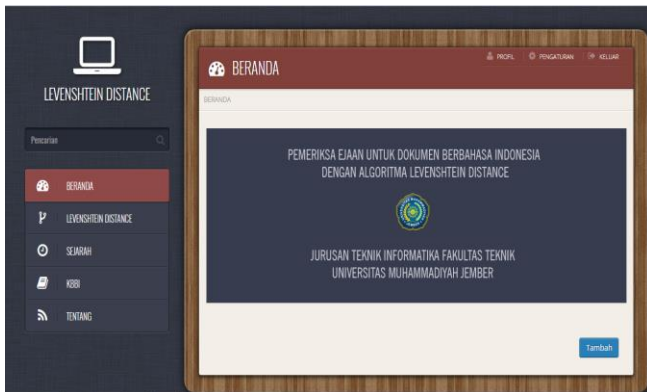 LEVENSHTEIN DISTANCE
Pencarian
BERANDA
LEVENSHTEIN DISTANCE
SEJARAH
KBBI
TENTANG
BERANDA
PROFIL
PENGATURAN
KELUAR
BERANDA
PEMERIKSA EJAAN UNTUK DOKUMEN BERBAHASA INDONESIA
DENGAN ALGORITMA LEVENSHTEIN DISTANCE
JURUSAN TEKNIK INFORMATIKA FAKULTAS TEKNIK
UNIVERSITAS MUHAMMADIYAH JEMBER
Tambah